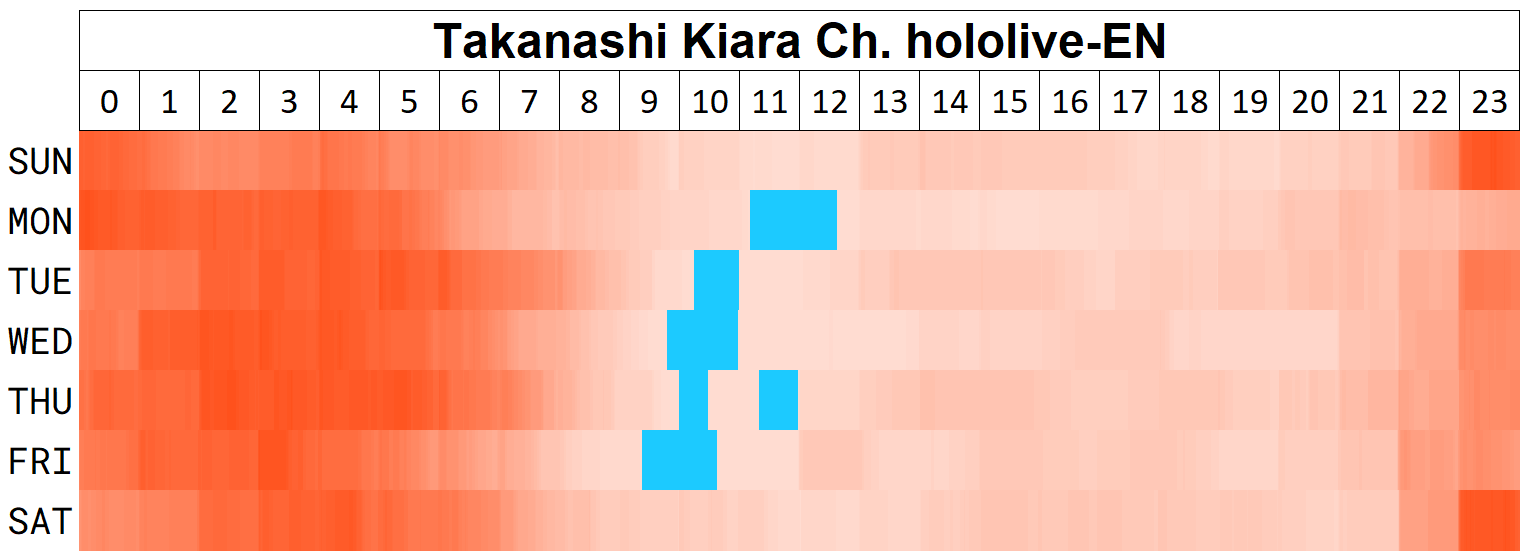 Takanashi Kiara Ch. hololive-EN
0 1 2 3 4 5 6 7 8 9 10 11 12 13 14 15 16 17 18 19 20 21 22 23
SUN
MON
TUE
WED
THU
FRI
SAT